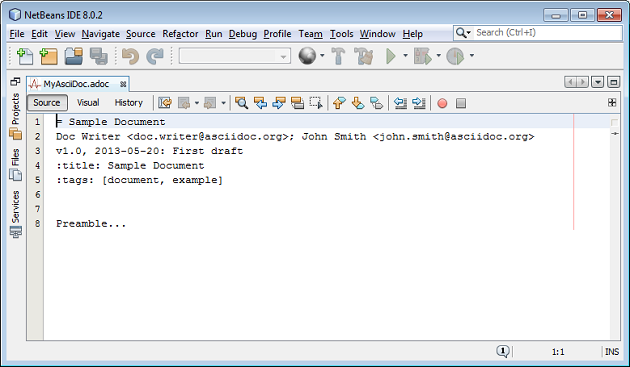 NetBeans IDE 8.0.2
File Edit View Navigate Source Refactor Run Debug Profile Team Tools Window Help
Search (Ctrl+I)
MyAsciiDoc.adoc
Source Visual History
Projects
Files
Services
1 = Sample Document
2 Doc Writer <doc.writer@asciidoc.org>; John Smith <john.smith@asciidoc.org>
3 v1.0, 2013-05-20: First draft
4 :title: Sample Document
5 :tags: [document, example]
6
7
8 Preamble...
1 1:1 INS